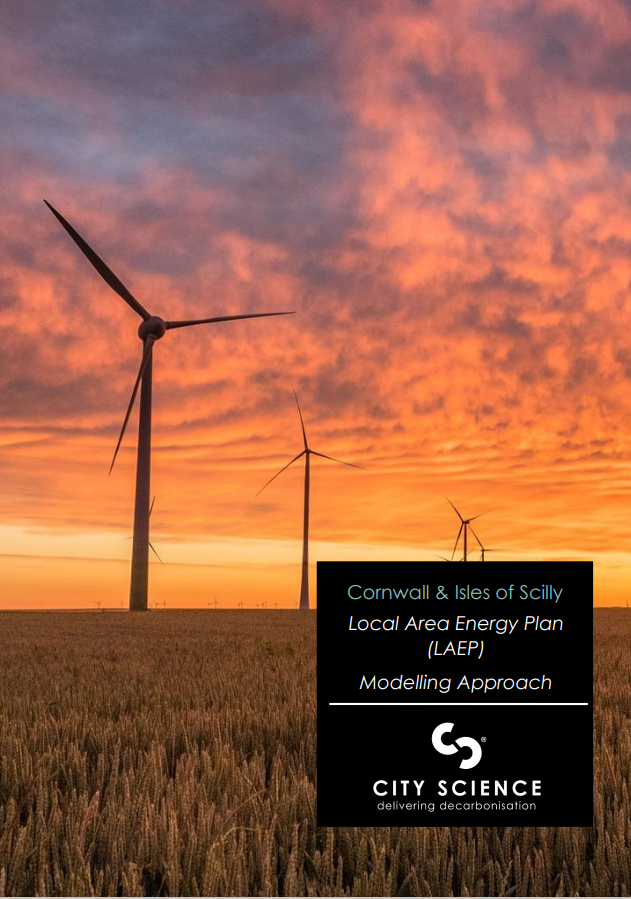 Cornwall & Isles of Scilly
Local Area Energy Plan
(LAEP)
Modelling Approach
®
CITY SCIENCE
delivering decarbonisation